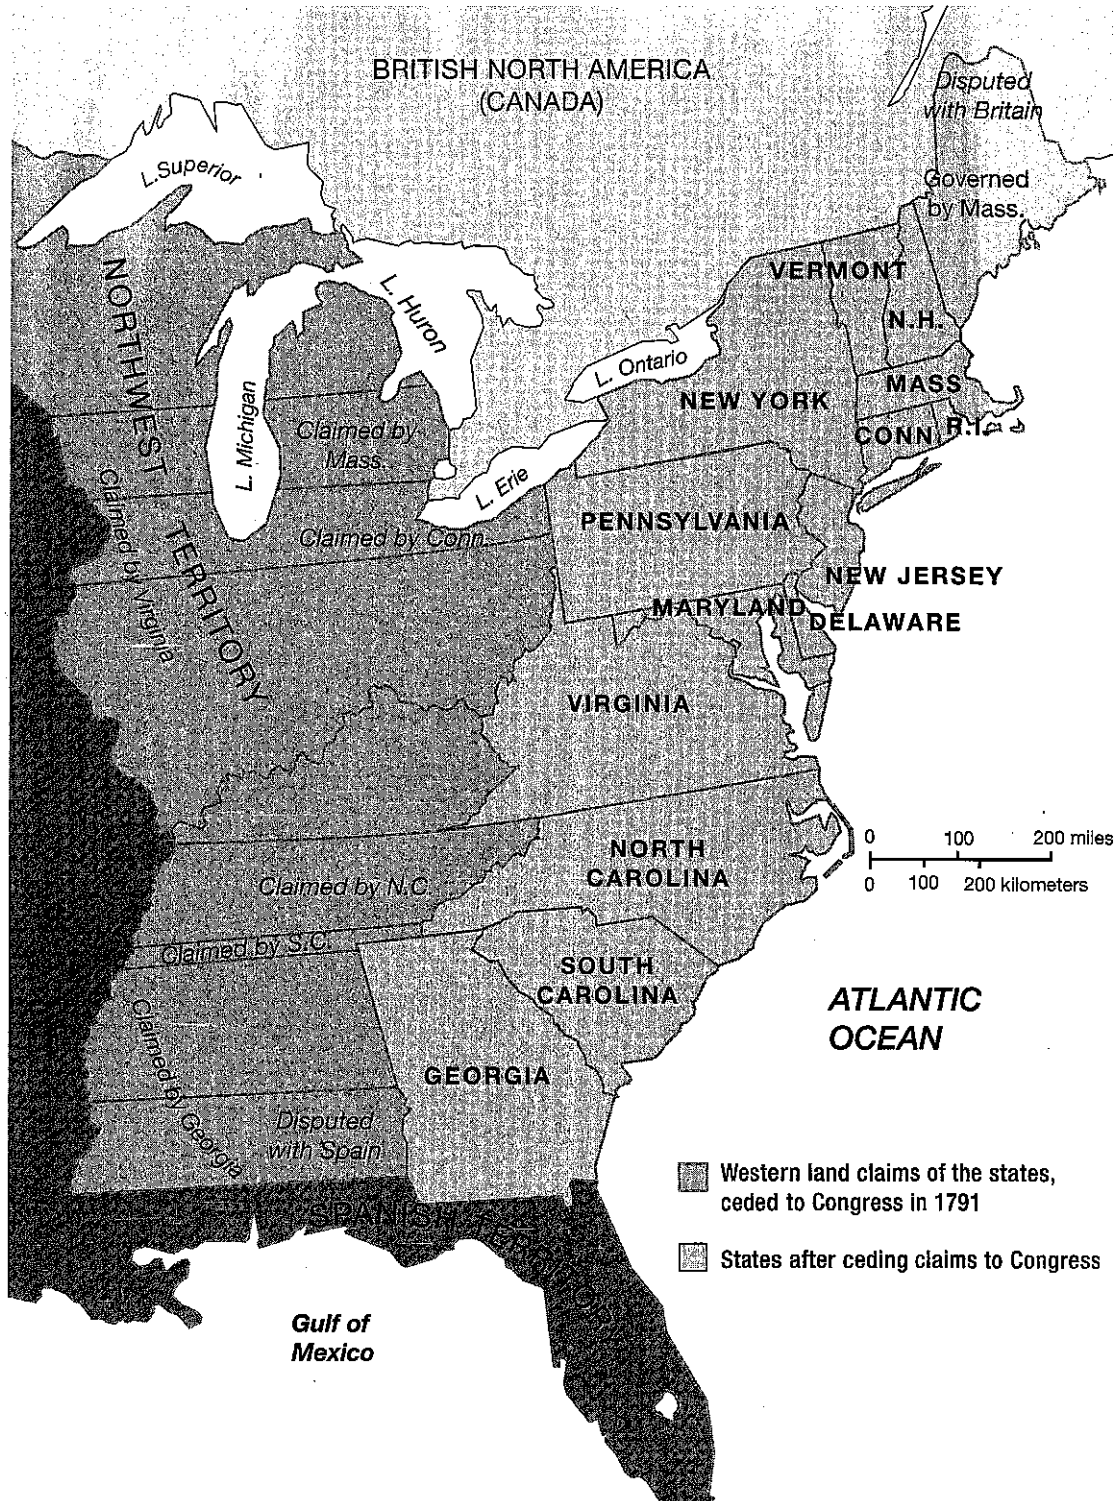 BRITISH NORTH AMERICA
(CANADA)
Disputed
with Britain
L.Superior
Governed
by Mass.
NORTHWEST
TERRITORY
L. Huron
VERMONT
N.H.
L. Ontario
L. Michigan
NEW YORK
MASS
Claimed by
Mass.
CONN.
R.I.
L. Erie
Claimed by Virginia
PENNSYLVANIA
Claimed by Conn.
NEW JERSEY
MARYLAND
DELAWARE
VIRGINIA
0 100 200 miles
0 100 200 kilometers
NORTH
CAROLINA
Claimed by N.C.
Claimed by S.C.
SOUTH
CAROLINA
ATLANTIC
OCEAN
Claimed by Georgia
GEORGIA
Disputed
with Spain
Western land claims of the states,
ceded to Congress in 1791
SPANISH
States after ceding claims to Congress
Gulf of
Mexico